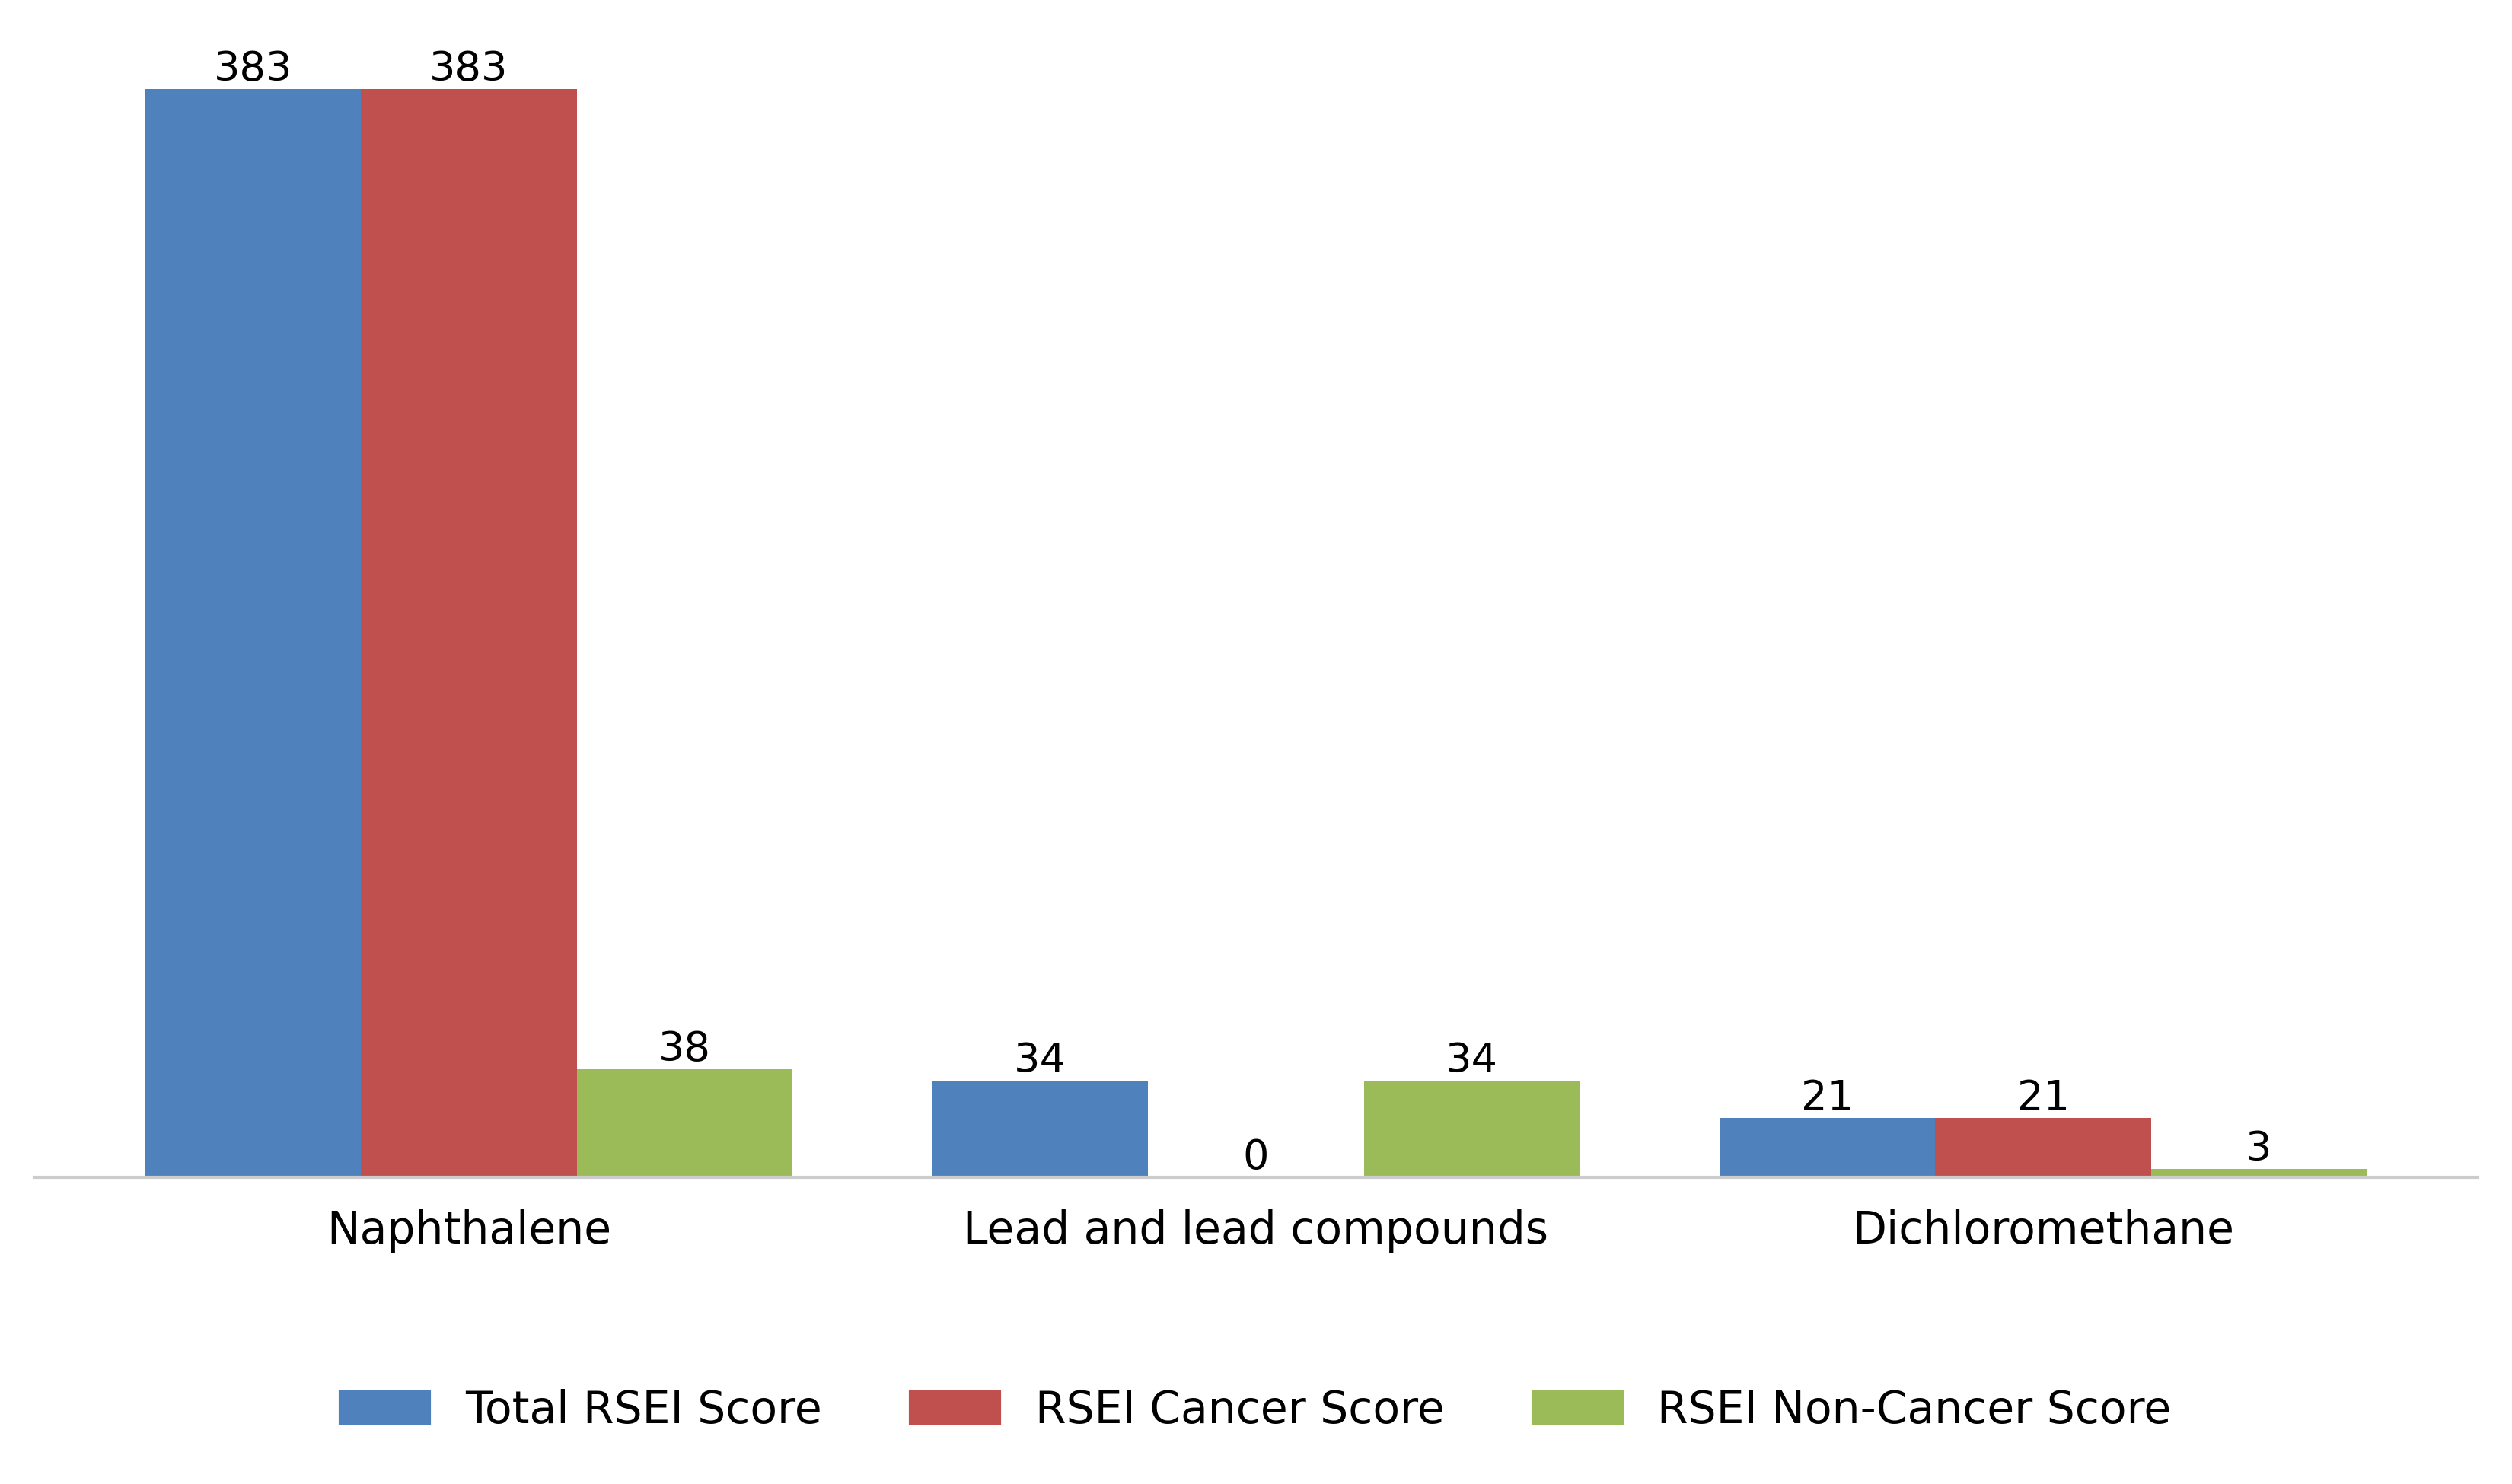 383
383
38
34
0
34
21
21
3
Naphthalene
Lead and lead compounds
Dichloromethane
Total RSEI Score
RSEI Cancer Score
RSEI Non-Cancer Score